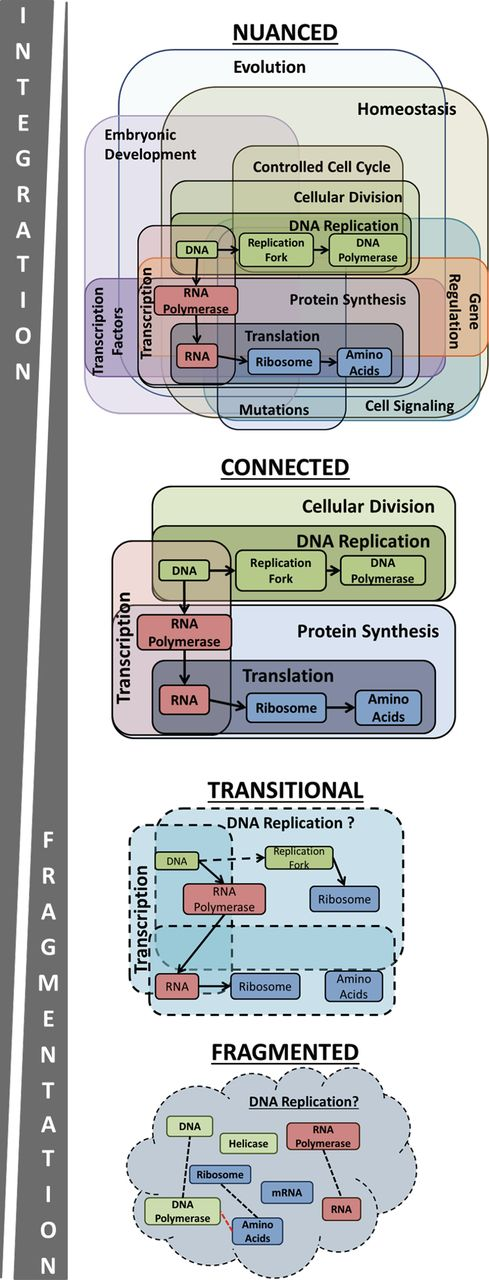 INTEGRATION
FRAGMENTATION
NUANCED
Evolution
Homeostasis
Embryonic
Development
Controlled Cell Cycle
Cellular Division
DNA Replication
DNA
Replication
Fork
DNA
Polymerase
Transcription
Factors
Transcription
RNA
Polymerase
Protein Synthesis
Gene
Regulation
Translation
RNA
Ribosome
Amino
Acids
Mutations
Cell Signaling
CONNECTED
Cellular Division
DNA Replication
DNA
Replication
Fork
DNA
Polymerase
Transcription
RNA
Polymerase
Protein Synthesis
Translation
RNA
Ribosome
Amino
Acids
TRANSITIONAL
DNA Replication ?
DNA
Replication
Fork
Transcription
RNA
Polymerase
Ribosome
RNA
Ribosome
Amino
Acids
FRAGMENTED
DNA Replication?
DNA
Helicase
RNA
Polymerase
Ribosome
mRNA
DNA
Polymerase
Amino
Acids
RNA